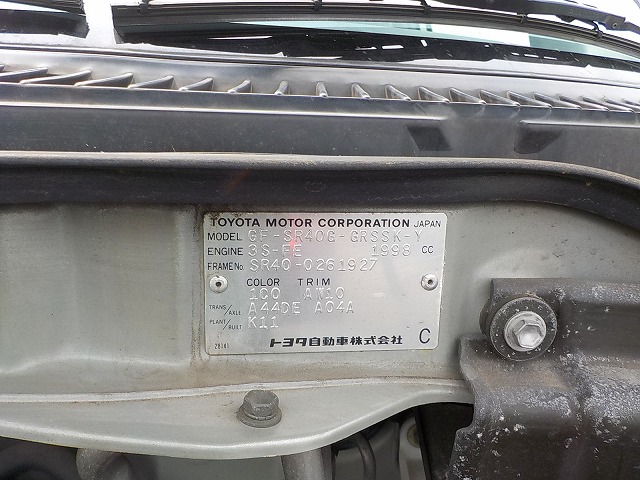 TOYOTA MOTOR CORPORATION JAPAN
MODEL GF-SR40G-GRSSK-Y
ENGINE 3S-FE 1998 CC
FRAME No. SR40-0261927
COLOR TRIM
1C0 AW10
TRANS/AXLE A44DE A04A
PLANT/BUILT K11
トヨタ自動車株式会社 C